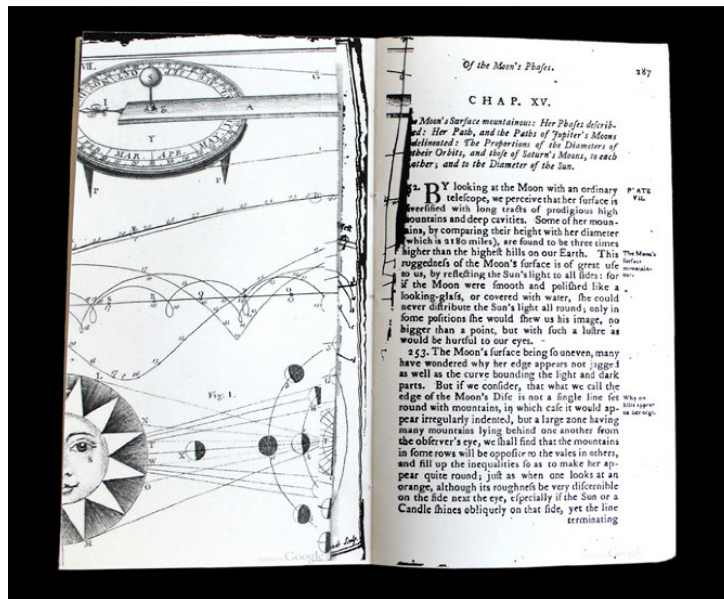 VII.
G
S
I
A
Y
MAR. APR. MAY
P
P
Fig. 1.
L
S
N
T
W
O
X
M
Google
Of the Moon's Phases.
287
CHAP. XV.
Moon's Surface mountainous: Her Phases describ-
ed: Her Path, and the Paths of Jupiter's Moons
delineated: The Proportions of the Diameters of
their Orbits, and those of Saturn's Moons, to each
other; and to the Diameter of the Sun.
BY looking at the Moon with an ordinary
telescope, we perceive that her surface is
diversified with long tracts of prodigious high
mountains and deep cavities. Some of her moun-
tains, by comparing their height with her diameter
(which is 2180 miles), are found to be three times
higher than the highest hills on our Earth. This
ruggedness of the Moon's surface is of great use
to us, by reflecting the Sun's light to all sides: for
if the Moon were smooth and polished like a
looking-glass, or covered with water, she could
never distribute the Sun's light all round; only in
some positions she would shew us his image, no
bigger than a point, but with such a lustre as
would be hurtful to our eyes.
253. The Moon's surface being so uneven, many
have wondered why her edge appears not jagged
as well as the curve bounding the light and dark
parts. But if we consider, that what we call the
edge of the Moon's Disc is not a single line set
round with mountains, in which case it would ap-
pear irregularly indented, but a large zone having
many mountains lying behind one another from
the observer's eye, we shall find that the mountains
in some rows will be opposite to the vales in others,
and fill up the inequalities so as to make her ap-
pear quite round; just as when one looks at an
orange, although its roughness be very discernible
on the side next the eye, especially if the Sun or a
Candle shines obliquely on that side, yet the line
terminating
PLATE
VII.
The Moon's
surface
mountain-
ous.
Why no
hills appear
on her edge.
Google